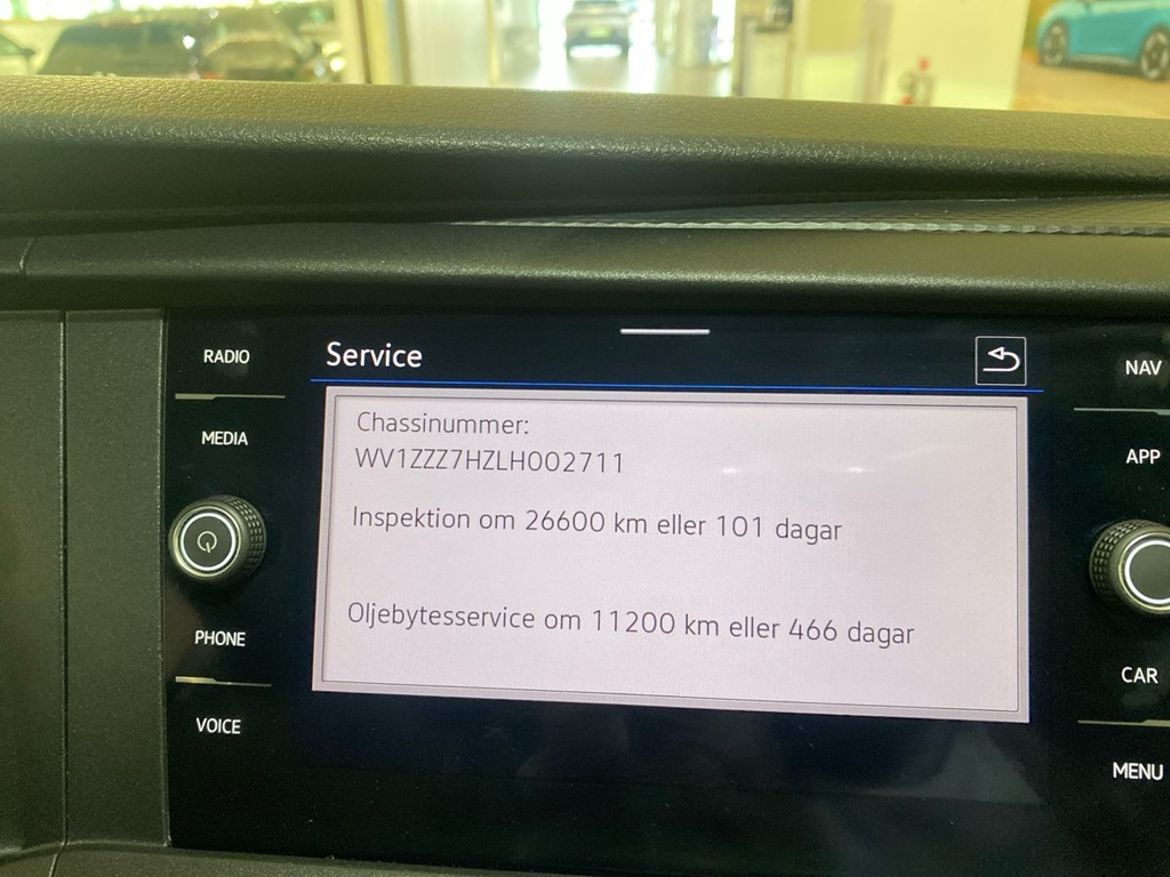 RADIO
MEDIA
PHONE
VOICE
Service
Chassinummer:
WV1ZZZ7HZLH002711
Inspektion om 26600 km eller 101 dagar
Oljebytesservice om 11200 km eller 466 dagar
NAV
APP
CAR
MENU